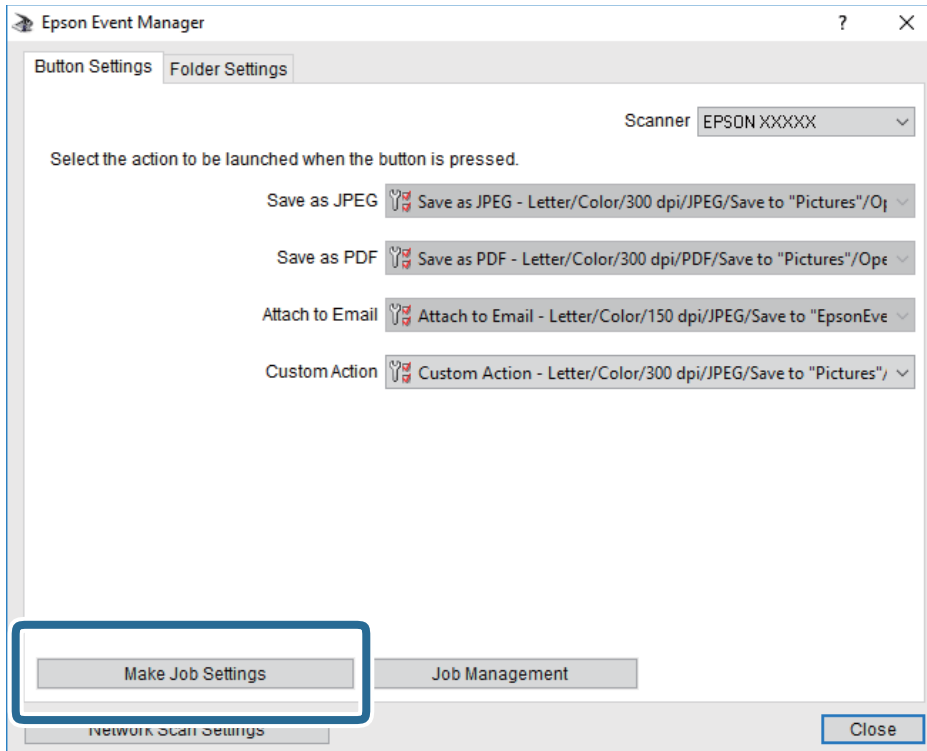 Epson Event Manager
?
Button Settings Folder Settings
Scanner EPSON XXXXX
Select the action to be launched when the button is pressed.
Save as JPEG Save as JPEG - Letter/Color/300 dpi/JPEG/Save to "Pictures"/Op
Save as PDF Save as PDF - Letter/Color/300 dpi/PDF/Save to "Pictures"/Ope
Attach to Email Attach to Email - Letter/Color/150 dpi/JPEG/Save to "EpsonEve
Custom Action Custom Action - Letter/Color/300 dpi/JPEG/Save to "Pictures"/
Make Job Settings Job Management
Network Scan Settings Close